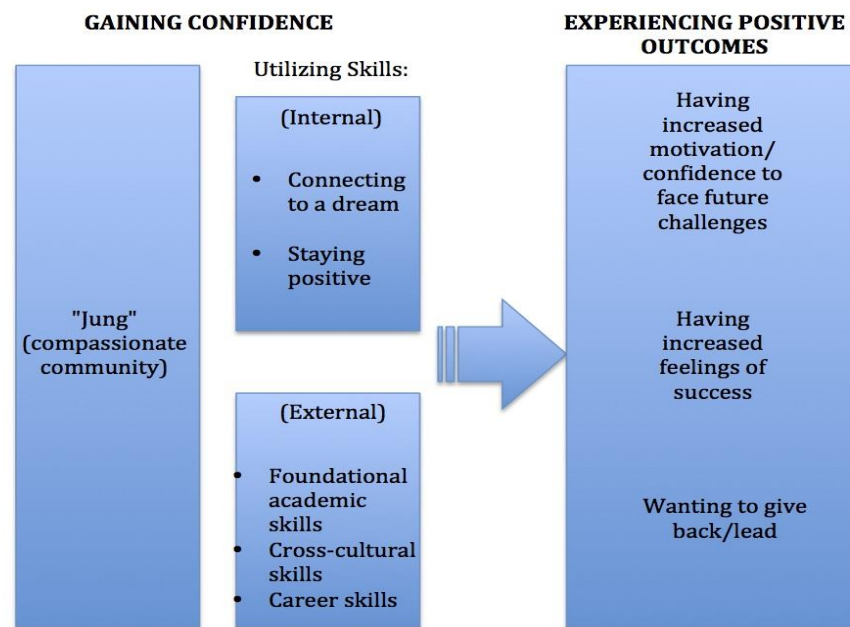 GAINING CONFIDENCE
"Jung"
(compassionate
community)
Utilizing Skills:
(Internal)
• Connecting
to a dream
• Staying
positive
(External)
• Foundational
academic
skills
• Cross-cultural
skills
• Career skills
EXPERIENCING POSITIVE
OUTCOMES
Having
increased
motivation/
confidence to
face future
challenges
Having
increased
feelings of
success
Wanting to give
back/lead